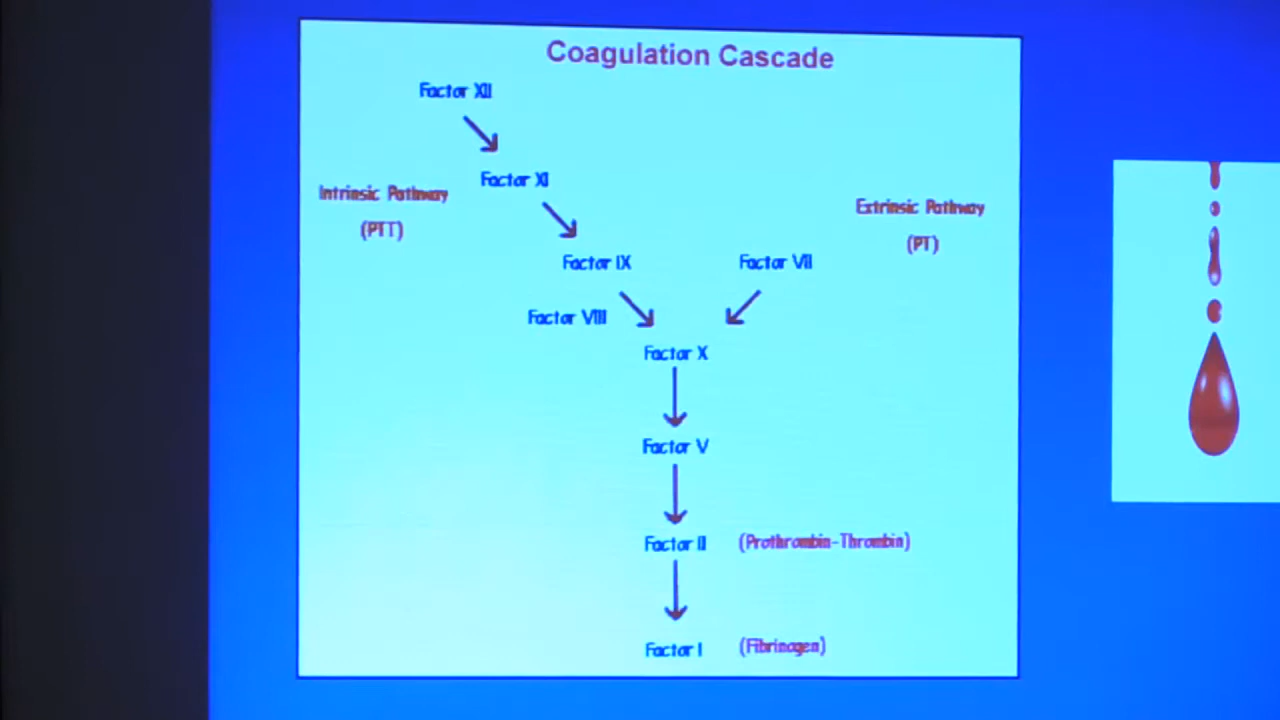 Coagulation Cascade
Factor XII
Factor XI
Intrinsic Pathway
(PTT)
Extrinsic Pathway
(PT)
Factor IX
Factor VII
Factor VIII
Factor X
Factor V
Factor II (Prothrombin-Thrombin)
Factor I (Fibrinogen)